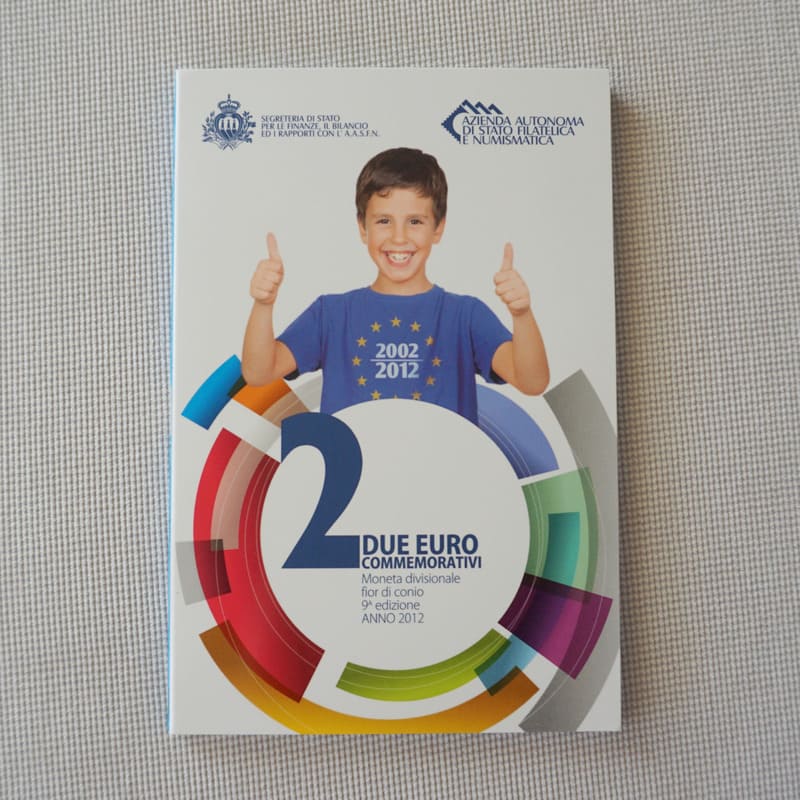 SEGRETERIA DI STATO
PER LE FINANZE, IL BILANCIO
ED I RAPPORTI CON L' A.A.S.F.N.
AZIENDA AUTONOMA
DI STATO FILATELICA
E NUMISMATICA
2002
2012
2
DUE EURO
COMMEMORATIVI
Moneta divisionale
fior di conio
9ª edizione
ANNO 2012